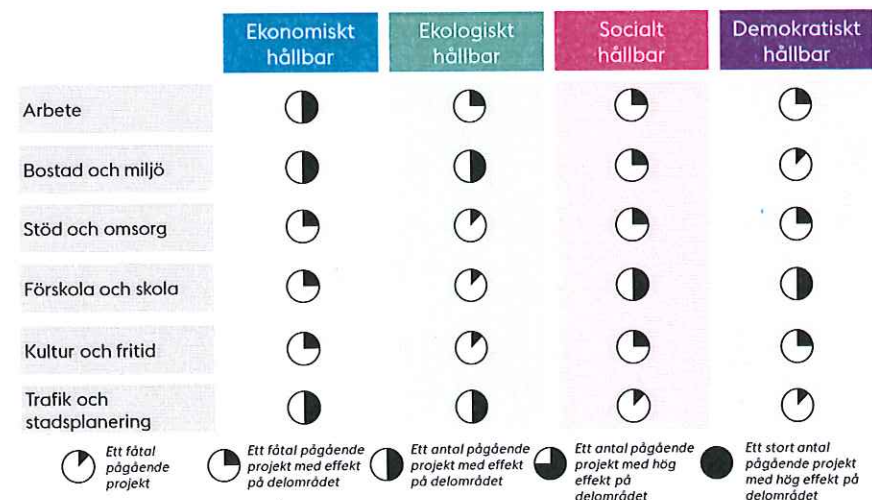 Ekonomiskt
hållbar
Ekologiskt
hållbar
Socialt
hållbar
Demokratiskt
hållbar
Arbete
Bostad och miljö
Stöd och omsorg
Förskola och skola
Kultur och fritid
Trafik och
stadsplanering
Ett fåtal
pågående
projekt
Ett fåtal pågående
projekt med effekt
på delområdet
Ett antal pågående
projekt med effekt
på delområdet
Ett antal pågående
projekt med hög
effekt på
delområdet
Ett stort antal
pågående projekt
med hög effekt på
delområdet